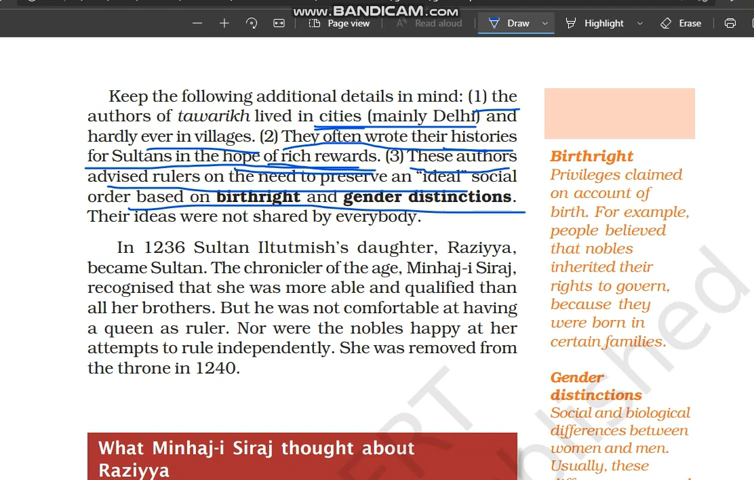 www.BANDICAM.com
Page view
Read aloud
Draw
Highlight
Erase
Keep the following additional details in mind: (1) the
authors of tawarikh lived in cities (mainly Delhi) and
hardly ever in villages. (2) They often wrote their histories
for Sultans in the hope of rich rewards. (3) These authors
advised rulers on the need to preserve an “ideal” social
order based on birthright and gender distinctions.
Their ideas were not shared by everybody.
In 1236 Sultan Iltutmish’s daughter, Raziyya,
became Sultan. The chronicler of the age, Minhaj-i Siraj,
recognised that she was more able and qualified than
all her brothers. But he was not comfortable at having
a queen as ruler. Nor were the nobles happy at her
attempts to rule independently. She was removed from
the throne in 1240.
What Minhaj-i Siraj thought about
Raziyya
Birthright
Privileges claimed
on account of
birth. For example,
people believed
that nobles
inherited their
rights to govern,
because they
were born in
certain families.
Gender
distinctions
Social and biological
differences between
women and men.
Usually, these